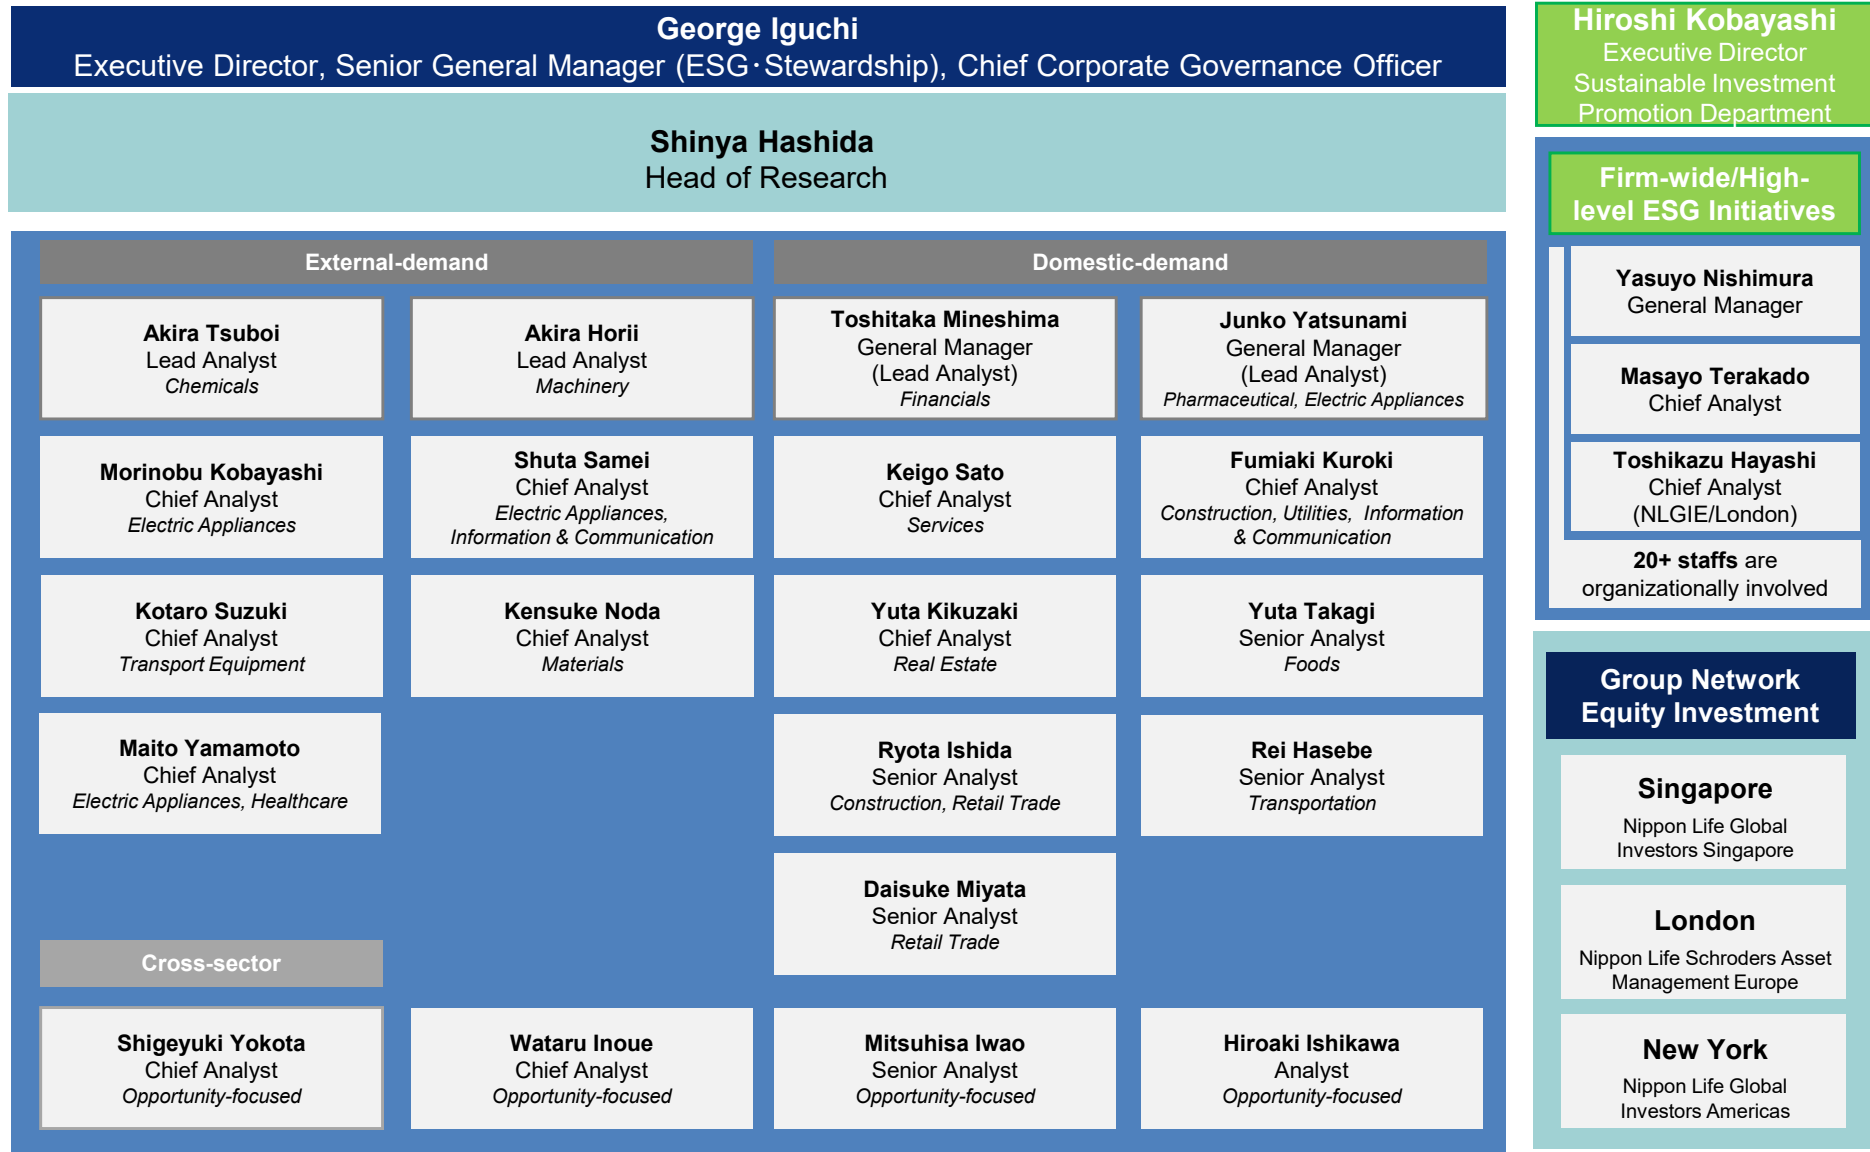 George Iguchi
Executive Director, Senior General Manager (ESG･Stewardship), Chief Corporate Governance Officer
Shinya Hashida
Head of Research
External-demand
Domestic-demand
Akira Tsuboi
Lead Analyst
Chemicals
Akira Horii
Lead Analyst
Machinery
Toshitaka Mineshima
General Manager
(Lead Analyst)
Financials
Junko Yatsunami
General Manager
(Lead Analyst)
Pharmaceutical, Electric Appliances
Morinobu Kobayashi
Chief Analyst
Electric Appliances
Shuta Samei
Chief Analyst
Electric Appliances,
Information & Communication
Keigo Sato
Chief Analyst
Services
Fumiaki Kuroki
Chief Analyst
Construction, Utilities, Information
& Communication
Kotaro Suzuki
Chief Analyst
Transport Equipment
Kensuke Noda
Chief Analyst
Materials
Yuta Kikuzaki
Chief Analyst
Real Estate
Yuta Takagi
Senior Analyst
Foods
Maito Yamamoto
Chief Analyst
Electric Appliances, Healthcare
Ryota Ishida
Senior Analyst
Construction, Retail Trade
Rei Hasebe
Senior Analyst
Transportation
Daisuke Miyata
Senior Analyst
Retail Trade
Cross-sector
Shigeyuki Yokota
Chief Analyst
Opportunity-focused
Wataru Inoue
Chief Analyst
Opportunity-focused
Mitsuhisa Iwao
Senior Analyst
Opportunity-focused
Hiroaki Ishikawa
Analyst
Opportunity-focused
Hiroshi Kobayashi
Executive Director
Sustainable Investment
Promotion Department
Firm-wide/High-
level ESG Initiatives
Yasuyo Nishimura
General Manager
Masayo Terakado
Chief Analyst
Toshikazu Hayashi
Chief Analyst
(NLGIE/London)
20+ staffs are
organizationally involved
Group Network
Equity Investment
Singapore
Nippon Life Global
Investors Singapore
London
Nippon Life Schroders Asset
Management Europe
New York
Nippon Life Global
Investors Americas